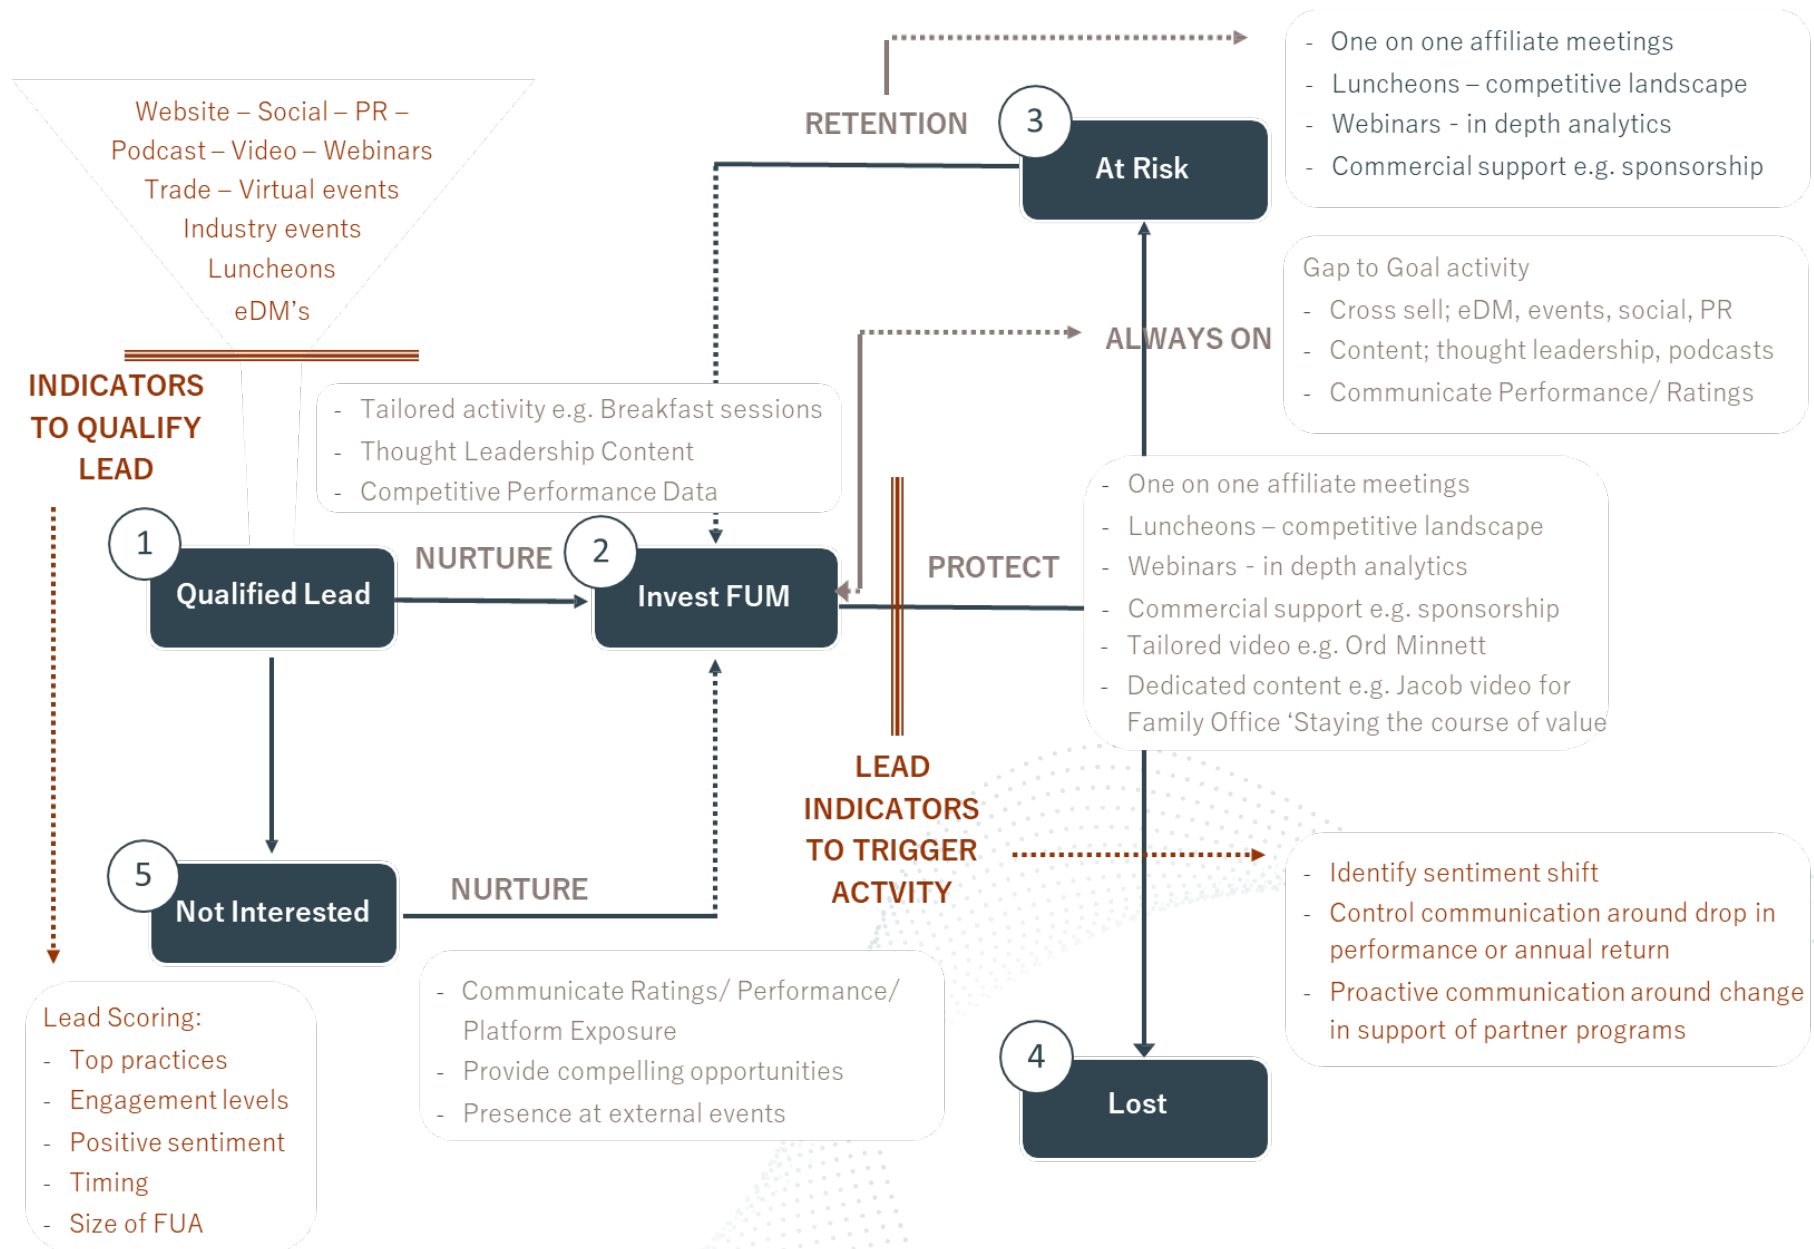 Website – Social – PR –
Podcast – Video – Webinars
Trade – Virtual events
Industry events
Luncheons
eDM's
INDICATORS
TO QUALIFY
LEAD
1
Qualified Lead
NURTURE
- Tailored activity e.g. Breakfast sessions
- Thought Leadership Content
- Competitive Performance Data
2
Invest FUM
RETENTION
3
At Risk
- One on one affiliate meetings
- Luncheons – competitive landscape
- Webinars - in depth analytics
- Commercial support e.g. sponsorship
ALWAYS ON
Gap to Goal activity
- Cross sell; eDM, events, social, PR
- Content; thought leadership, podcasts
- Communicate Performance/ Ratings
PROTECT
- One on one affiliate meetings
- Luncheons – competitive landscape
- Webinars - in depth analytics
- Commercial support e.g. sponsorship
- Tailored video e.g. Ord Minnett
- Dedicated content e.g. Jacob video for
Family Office ‘Staying the course of value
LEAD
INDICATORS
TO TRIGGER
ACTVITY
- Identify sentiment shift
- Control communication around drop in
performance or annual return
- Proactive communication around change
in support of partner programs
4
Lost
5
Not Interested
NURTURE
- Communicate Ratings/ Performance/
Platform Exposure
- Provide compelling opportunities
- Presence at external events
Lead Scoring:
- Top practices
- Engagement levels
- Positive sentiment
- Timing
- Size of FUA